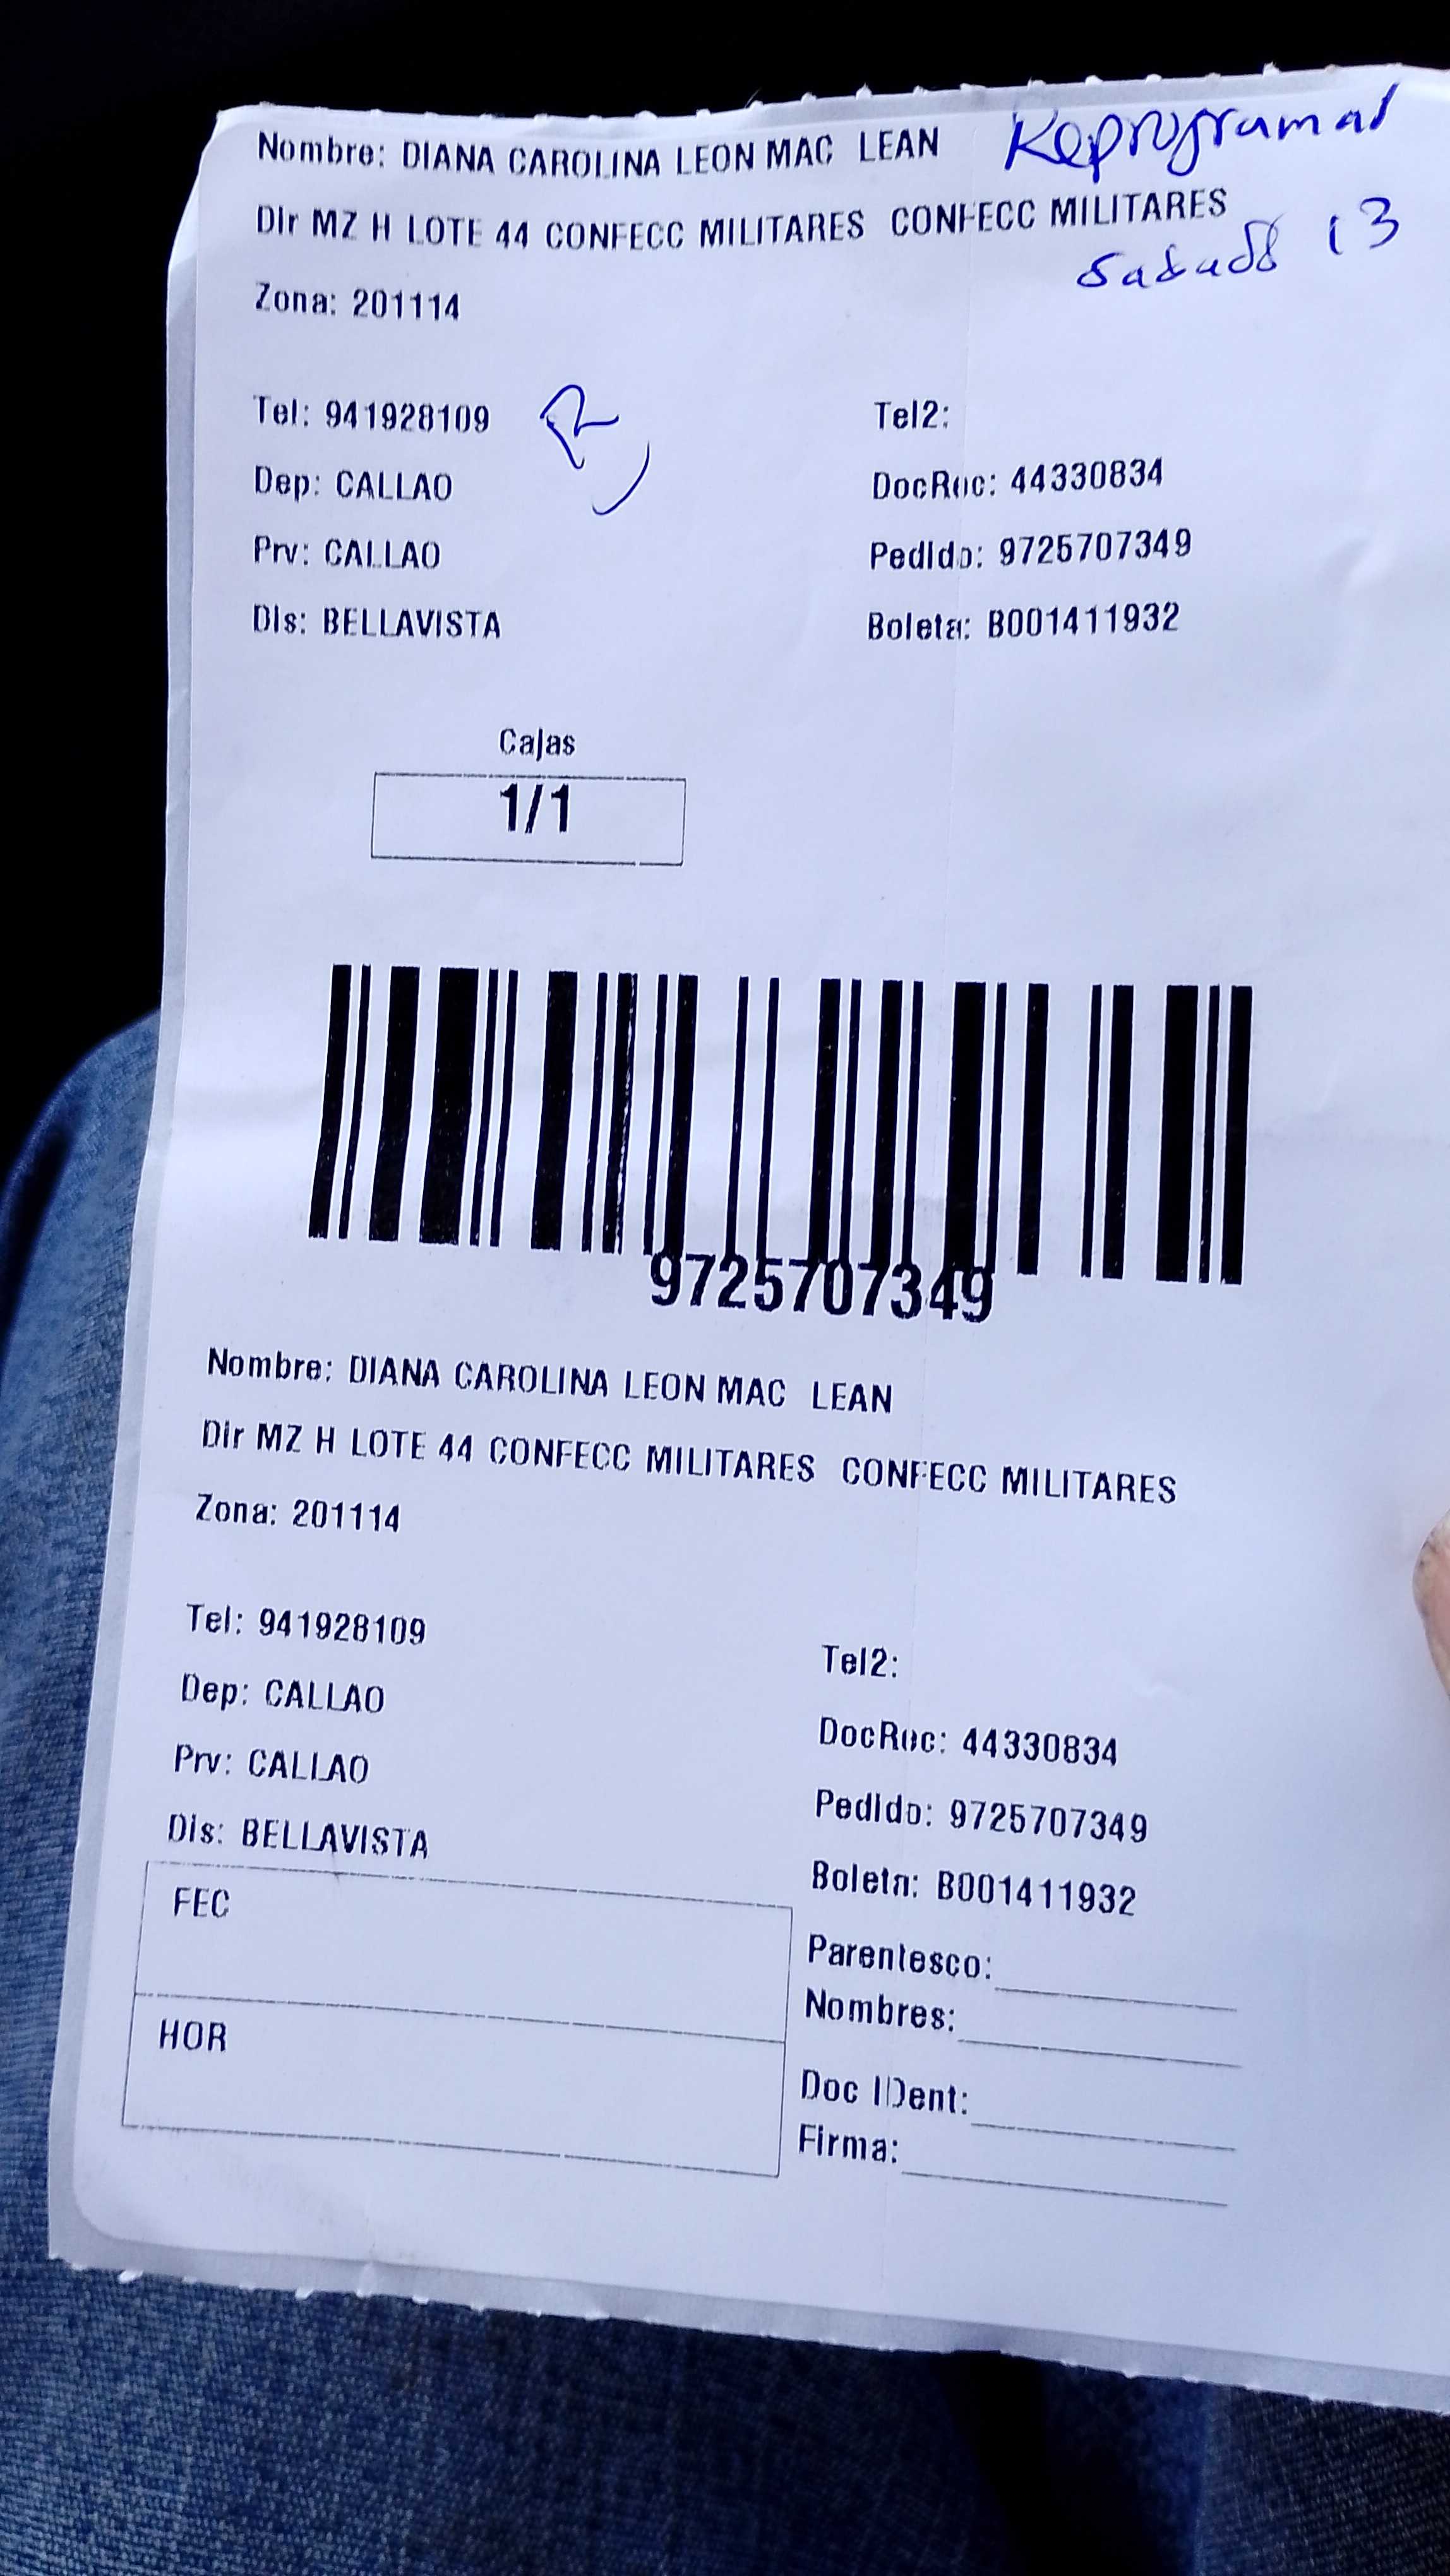 Nombre: DIANA CAROLINA LEON MAC LEAN Reprogramar
Dir MZ H LOTE 44 CONFECC MILITARES CONFECC MILITARES
sabado 13
Zona: 201114
Tel: 941928109 Tel2:
Dep: CALLAO DocRec: 44330834
Prv: CALLAO Pedido: 9725707349
Dis: BELLAVISTA Boleta: B001411932
Cajas
1/1
9725707349
Nombre: DIANA CAROLINA LEON MAC LEAN
Dir MZ H LOTE 44 CONFECC MILITARES CONFECC MILITARES
Zona: 201114
Tel: 941928109 Tel2:
Dep: CALLAO DocRec: 44330834
Prv: CALLAO Pedido: 9725707349
Dis: BELLAVISTA Boleta: B001411932
FEC
Parentesco:
Nombres:
HOR
Doc IDent:
Firma: